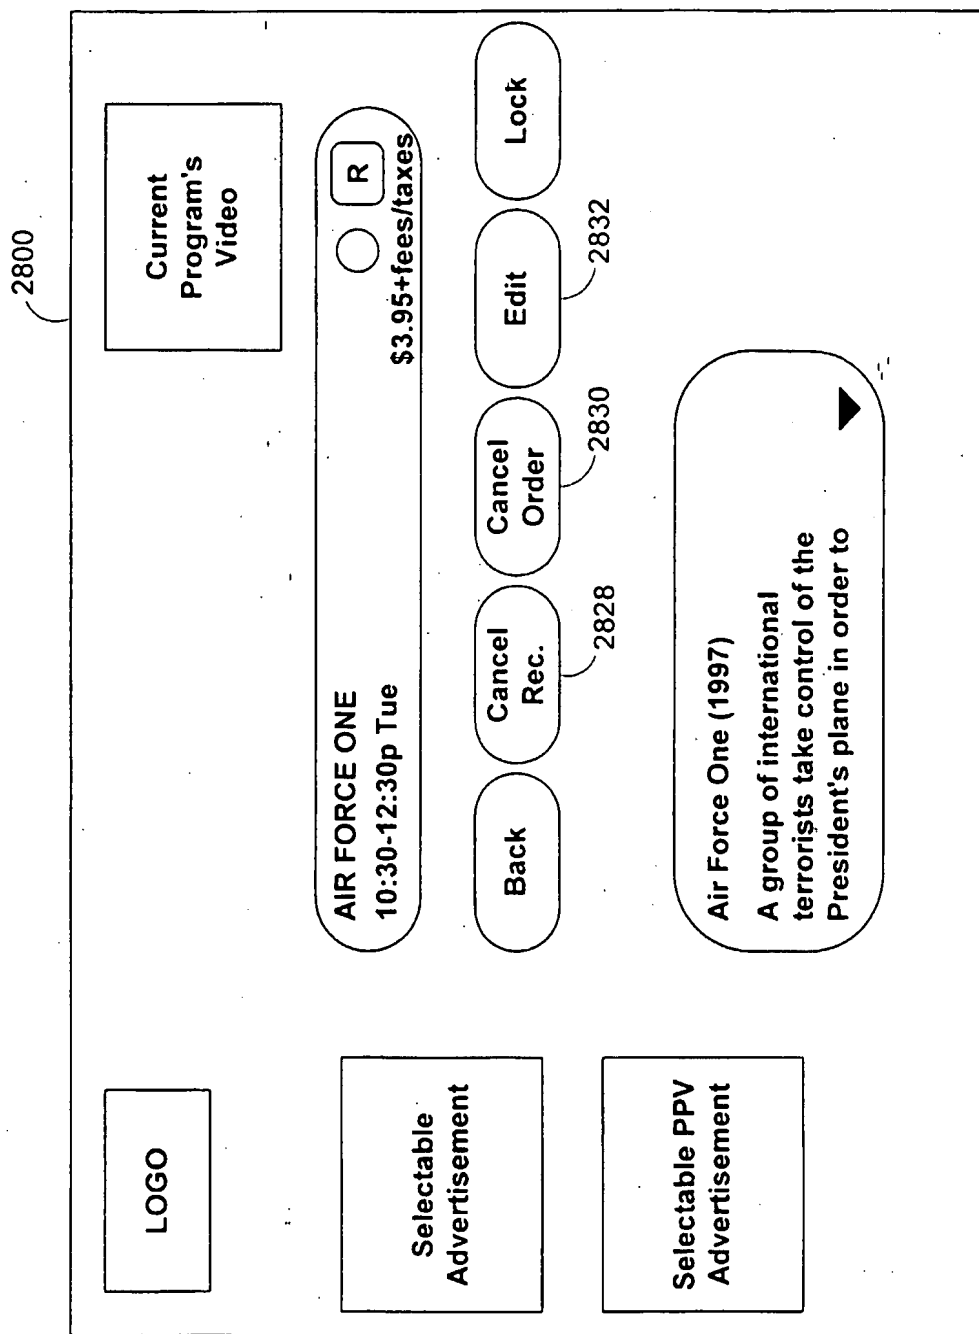 2800
LOGO
Current
Program's
Video
AIR FORCE ONE
10:30-12:30p Tue
R
$3.95+fees/taxes
Selectable
Advertisement
Back
Cancel
Rec.
Cancel
Order
Edit
Lock
2828
2830
2832
Selectable PPV
Advertisement
Air Force One (1997)
A group of international
terrorists take control of the
President's plane in order to